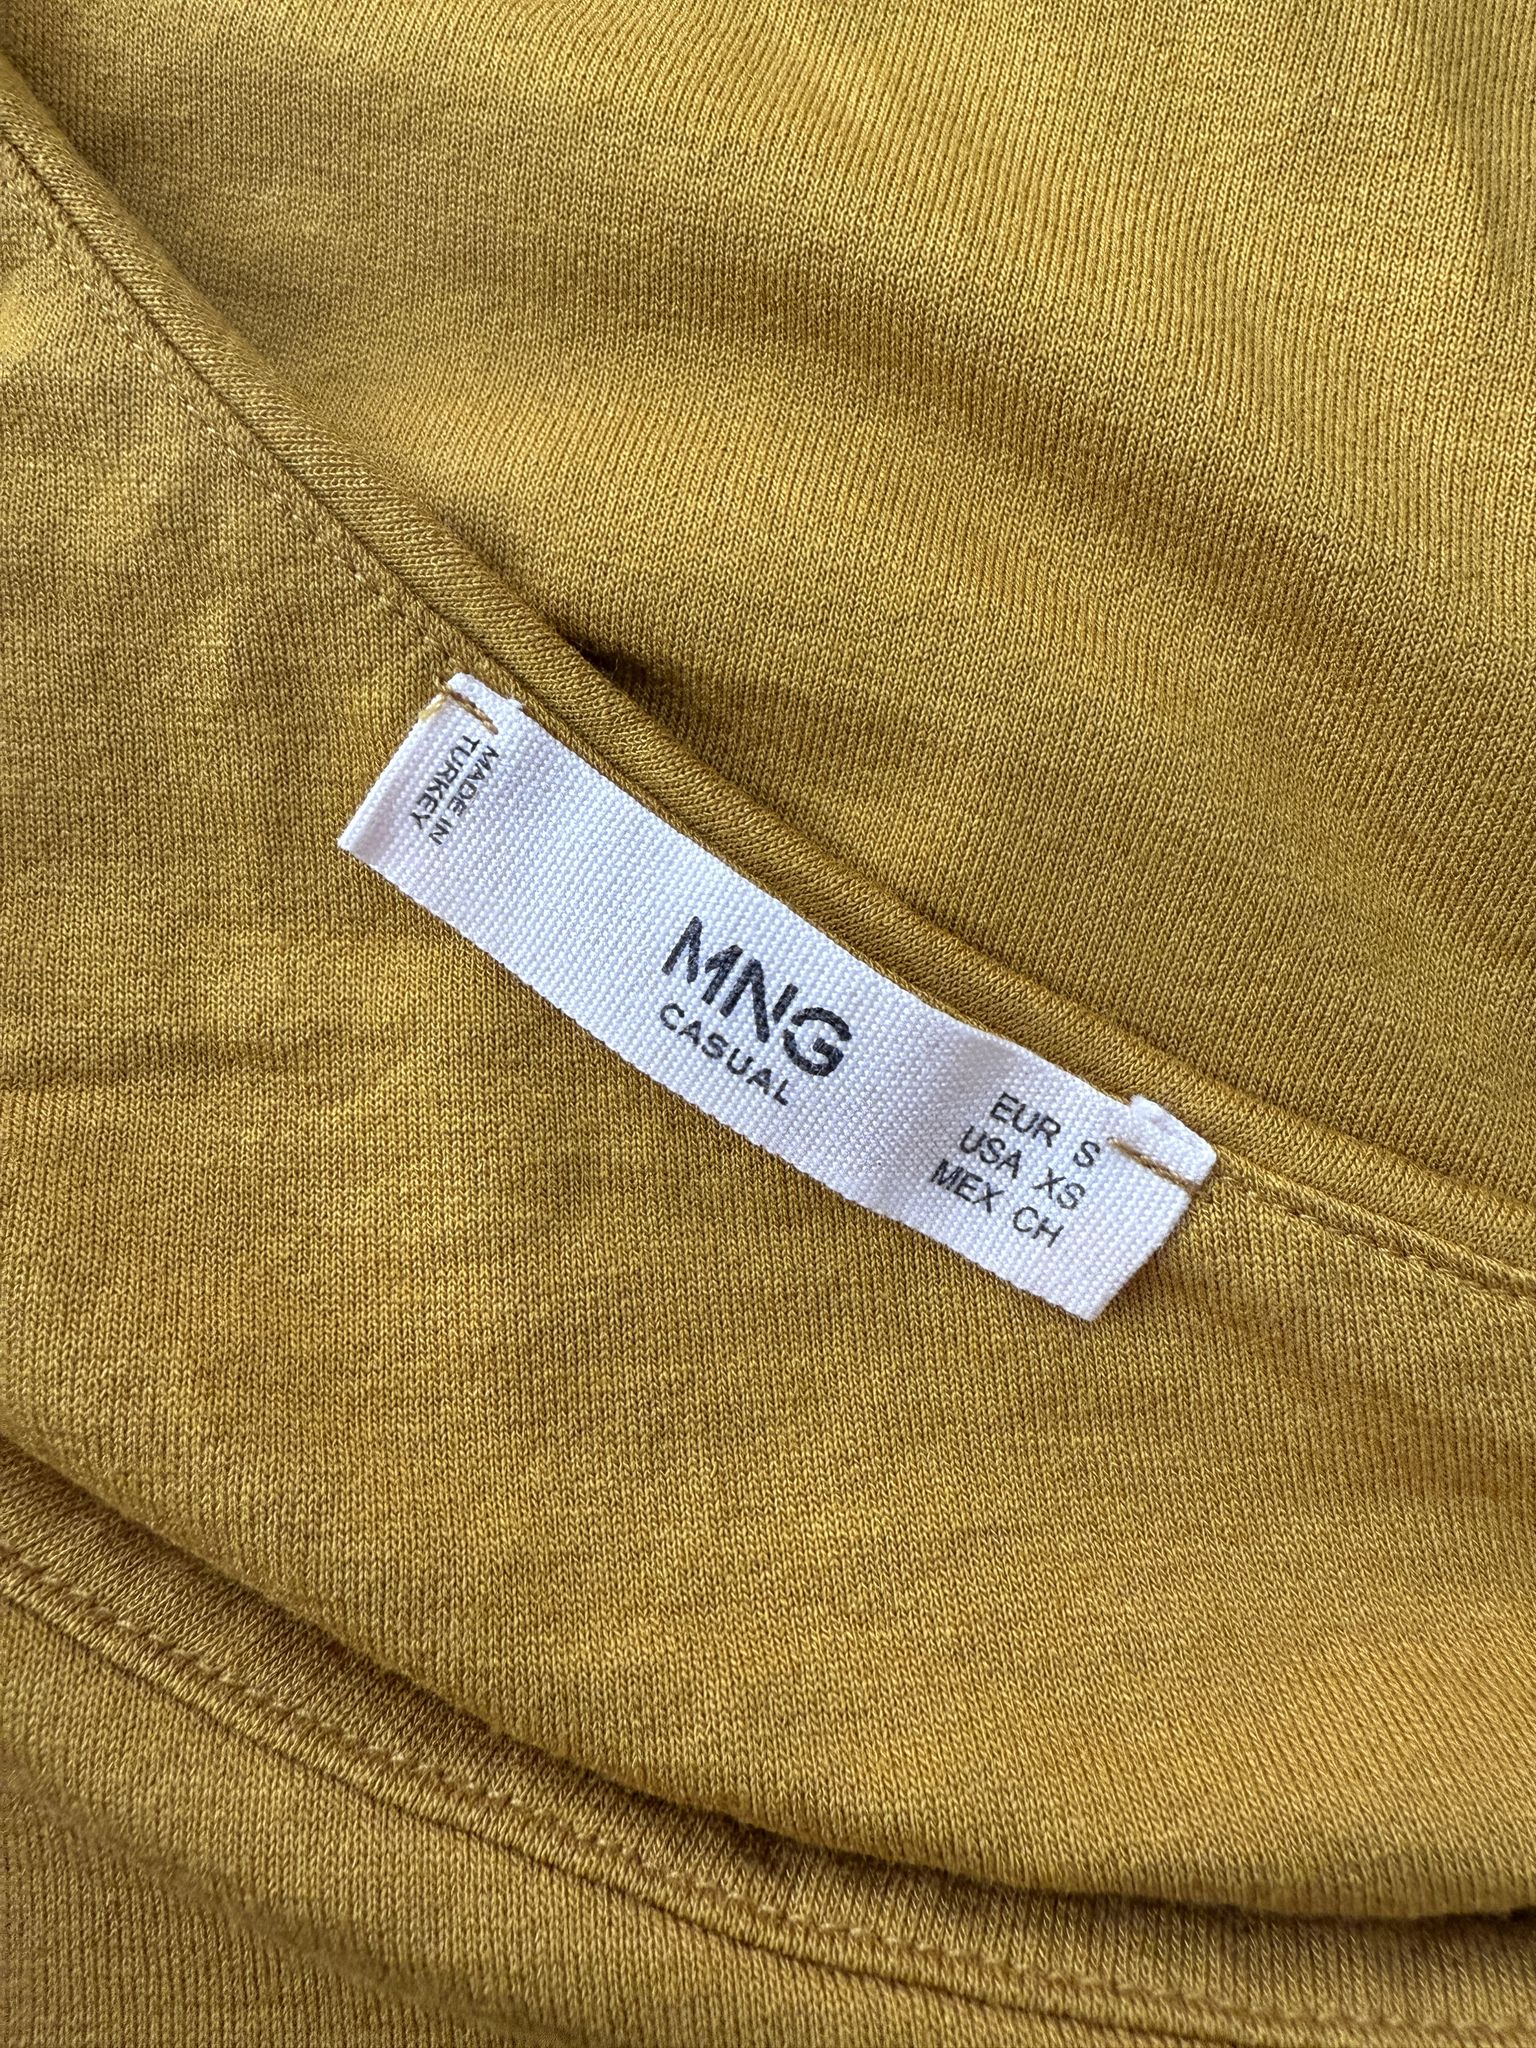 MADE IN
TURKEY
MNG
CASUAL
EUR S
USA XS
MEX CH